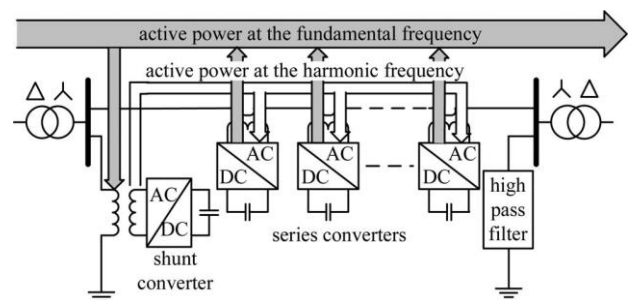 active power at the fundamental frequency
active power at the harmonic frequency
Δ Y
Y Δ
AC
DC
AC
DC
AC
DC
AC
DC
high
pass
filter
series converters
shunt
converter